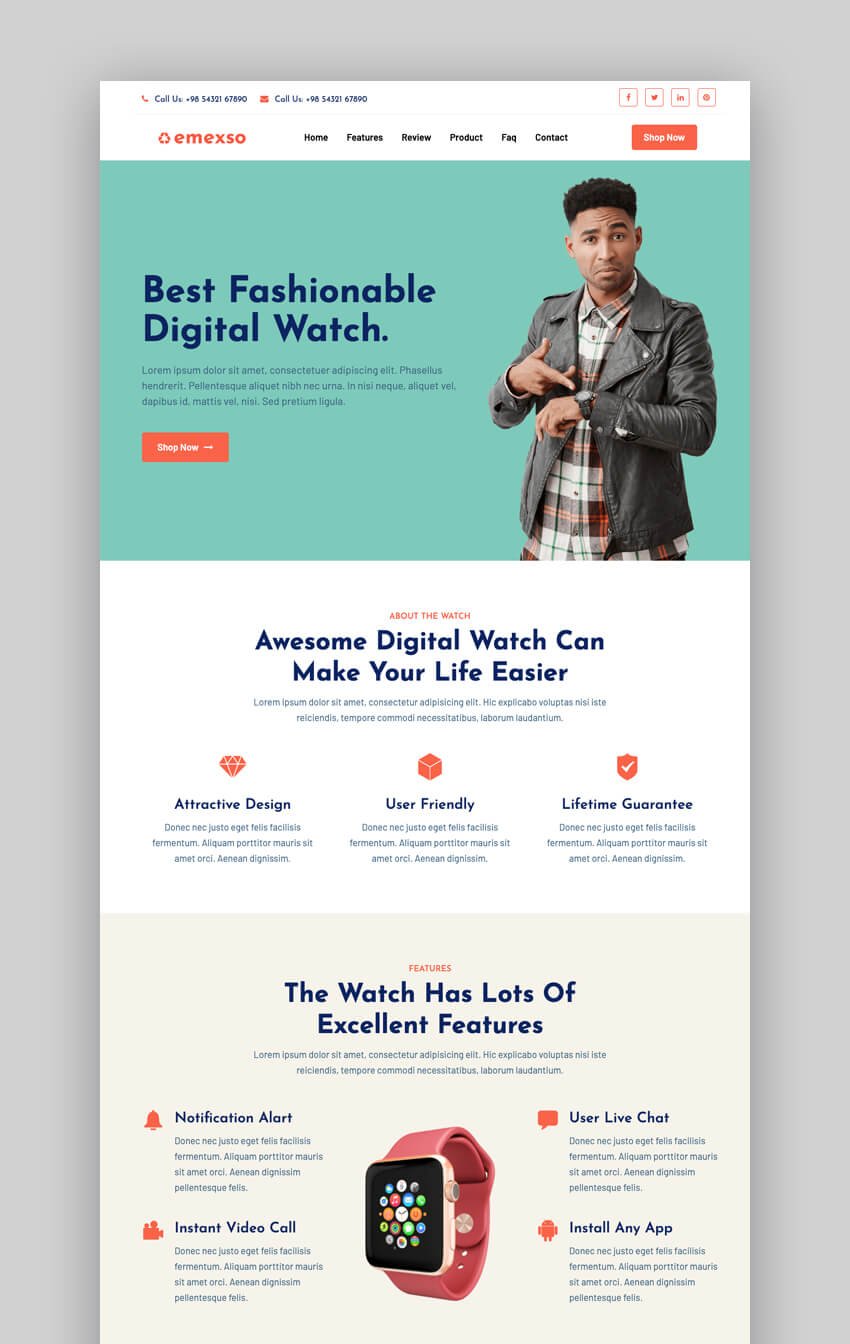 Call Us: +98 54321 67890 Call Us: +98 54321 67890
emexso Home Features Review Product Faq Contact Shop Now
Best Fashionable
Digital Watch.
Lorem ipsum dolor sit amet, consectetuer adipiscing elit. Phasellus
hendrerit. Pellentesque aliquet nibh nec urna. In nisi neque, aliquet vel,
dapibus id, mattis vel, nisi. Sed pretium ligula.
Shop Now →
ABOUT THE WATCH
Awesome Digital Watch Can
Make Your Life Easier
Lorem ipsum dolor sit amet, consectetur adipisicing elit. Hic explicabo voluptas nisi iste
reiciendis, tempore commodi necessitatibus, laborum laudantium.
Attractive Design
Donec nec justo eget felis facilisis
fermentum. Aliquam porttitor mauris sit
amet orci. Aenean dignissim.
User Friendly
Donec nec justo eget felis facilisis
fermentum. Aliquam porttitor mauris sit
amet orci. Aenean dignissim.
Lifetime Guarantee
Donec nec justo eget felis facilisis
fermentum. Aliquam porttitor mauris sit
amet orci. Aenean dignissim.
FEATURES
The Watch Has Lots Of
Excellent Features
Lorem ipsum dolor sit amet, consectetur adipisicing elit. Hic explicabo voluptas nisi iste
reiciendis, tempore commodi necessitatibus, laborum laudantium.
Notification Alart
Donec nec justo eget felis facilisis
fermentum. Aliquam porttitor mauris
sit amet orci. Aenean dignissim
pellentesque felis.
Instant Video Call
Donec nec justo eget felis facilisis
fermentum. Aliquam porttitor mauris
sit amet orci. Aenean dignissim
pellentesque felis.
User Live Chat
Donec nec justo eget felis facilisis
fermentum. Aliquam porttitor mauris
sit amet orci. Aenean dignissim
pellentesque felis.
Install Any App
Donec nec justo eget felis facilisis
fermentum. Aliquam porttitor mauris
sit amet orci. Aenean dignissim
pellentesque felis.